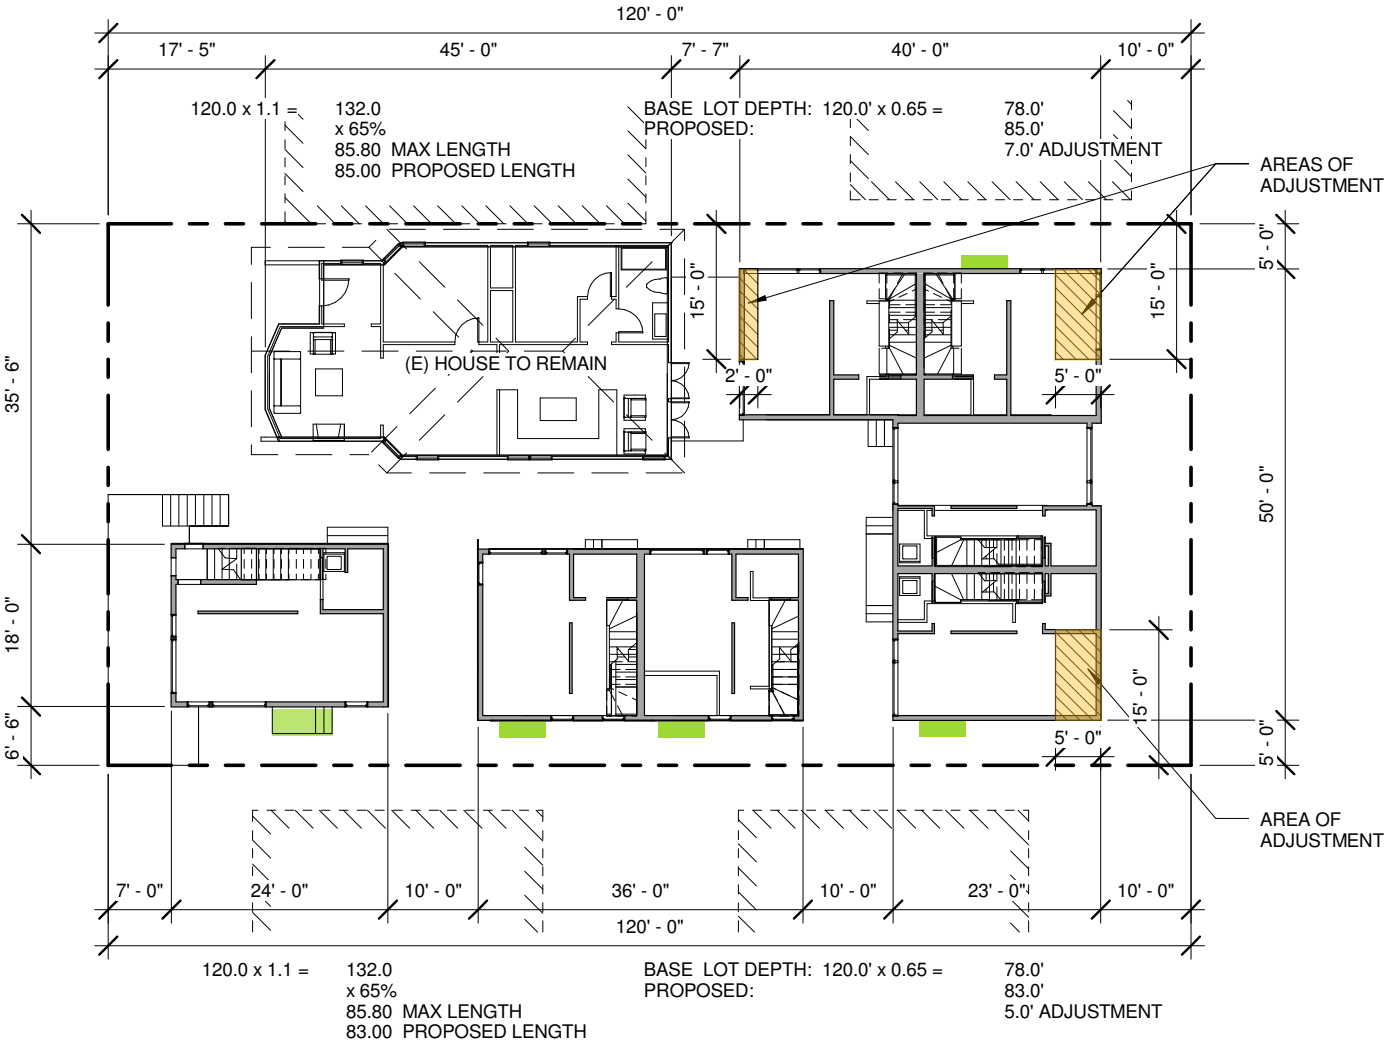 120' - 0"
17' - 5" 45' - 0" 7' - 7" 40' - 0" 10' - 0"
120.0 x 1.1 = 132.0
x 65%
85.80 MAX LENGTH
85.00 PROPOSED LENGTH
BASE LOT DEPTH: 120.0' x 0.65 = 78.0'
PROPOSED: 85.0'
7.0' ADJUSTMENT
AREAS OF
ADJUSTMENT
35' - 6"
18' - 0"
6' - 6"
15' - 0"
15' - 0"
5' - 0"
50' - 0"
5' - 0"
(E) HOUSE TO REMAIN
2' - 0"
5' - 0"
15' - 0"
5' - 0"
AREA OF
ADJUSTMENT
7' - 0" 24' - 0" 10' - 0" 36' - 0" 10' - 0" 23' - 0" 10' - 0"
120' - 0"
120.0 x 1.1 = 132.0
x 65%
85.80 MAX LENGTH
83.00 PROPOSED LENGTH
BASE LOT DEPTH: 120.0' x 0.65 = 78.0'
PROPOSED: 83.0'
5.0' ADJUSTMENT